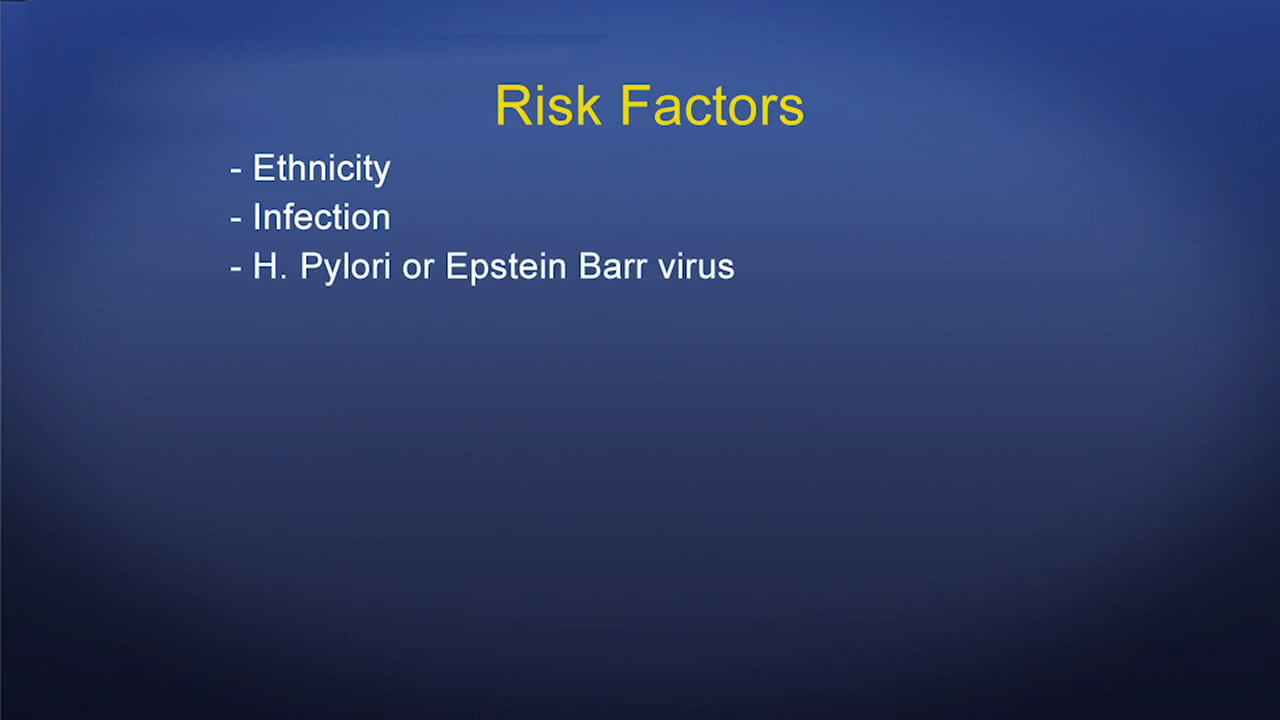 Risk Factors
- Ethnicity
- Infection
- H. Pylori or Epstein Barr virus